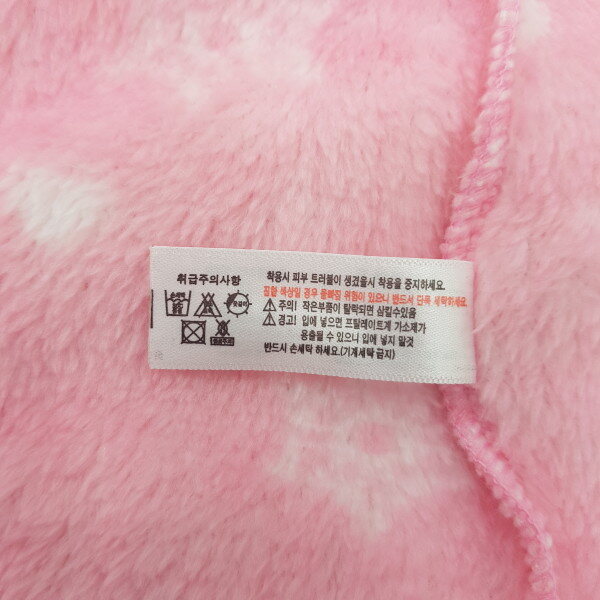 취급주의사항
착용시 피부 트러블이 생겼을시 착용을 중지하세요.
짙한 색상일 경우 물빠짐 위험이 있으니 반드시 단독 세탁하세요.
주의! 작은부품이 탈락되면 삼킬수있음
경고! 입에 넣으면 프탈레이트계 가소제가
용출될 수 있으니 입에 넣지 말것
반드시 손세탁 하세요.(기계세탁 금지)